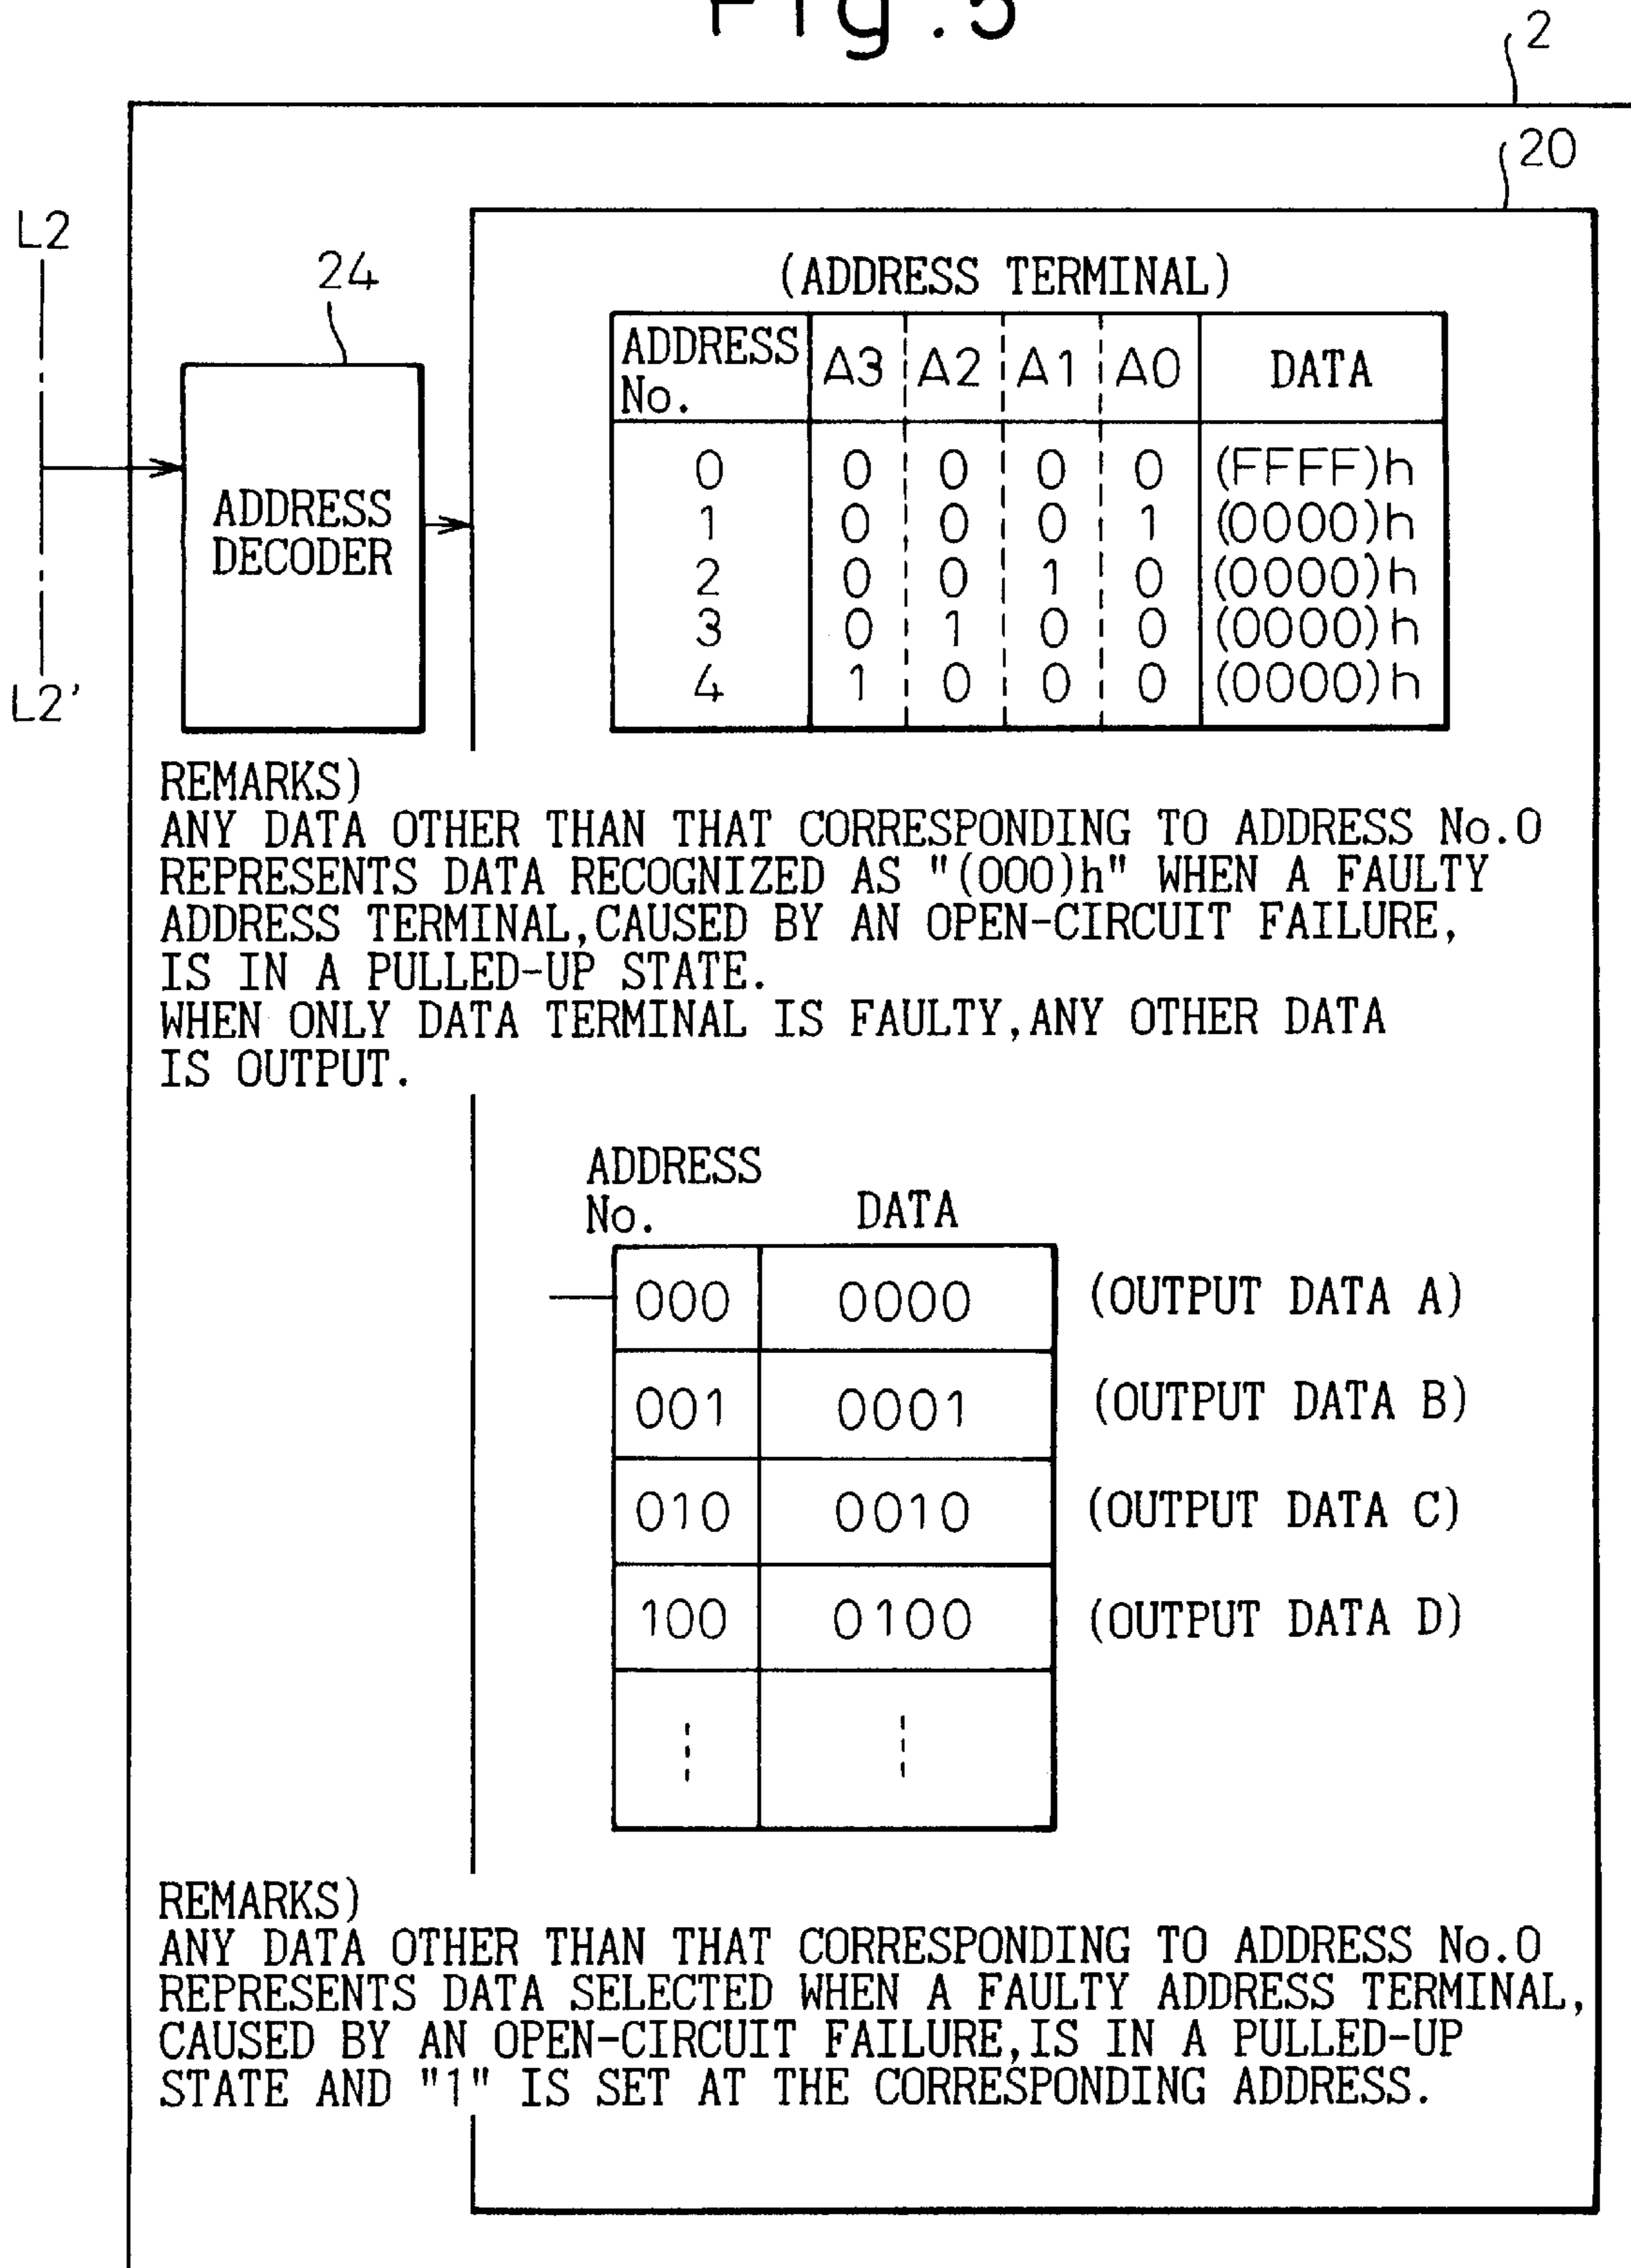 Fig.5
2
20
L2
24
L2'
ADDRESS
DECODER
(ADDRESS TERMINAL)
ADDRESS No. A3 A2 A1 A0 DATA
0 0 0 0 0 (FFFF)h
1 0 0 0 1 (0000)h
2 0 0 1 0 (0000)h
3 0 1 0 0 (0000)h
4 1 0 0 0 (0000)h
REMARKS)
ANY DATA OTHER THAN THAT CORRESPONDING TO ADDRESS No.0
REPRESENTS DATA RECOGNIZED AS "(000)h" WHEN A FAULTY
ADDRESS TERMINAL,CAUSED BY AN OPEN-CIRCUIT FAILURE,
IS IN A PULLED-UP STATE.
WHEN ONLY DATA TERMINAL IS FAULTY,ANY OTHER DATA
IS OUTPUT.
ADDRESS
No. DATA
000 0000 (OUTPUT DATA A)
001 0001 (OUTPUT DATA B)
010 0010 (OUTPUT DATA C)
100 0100 (OUTPUT DATA D)
REMARKS)
ANY DATA OTHER THAN THAT CORRESPONDING TO ADDRESS No.0
REPRESENTS DATA SELECTED WHEN A FAULTY ADDRESS TERMINAL,
CAUSED BY AN OPEN-CIRCUIT FAILURE,IS IN A PULLED-UP
STATE AND "1" IS SET AT THE CORRESPONDING ADDRESS.